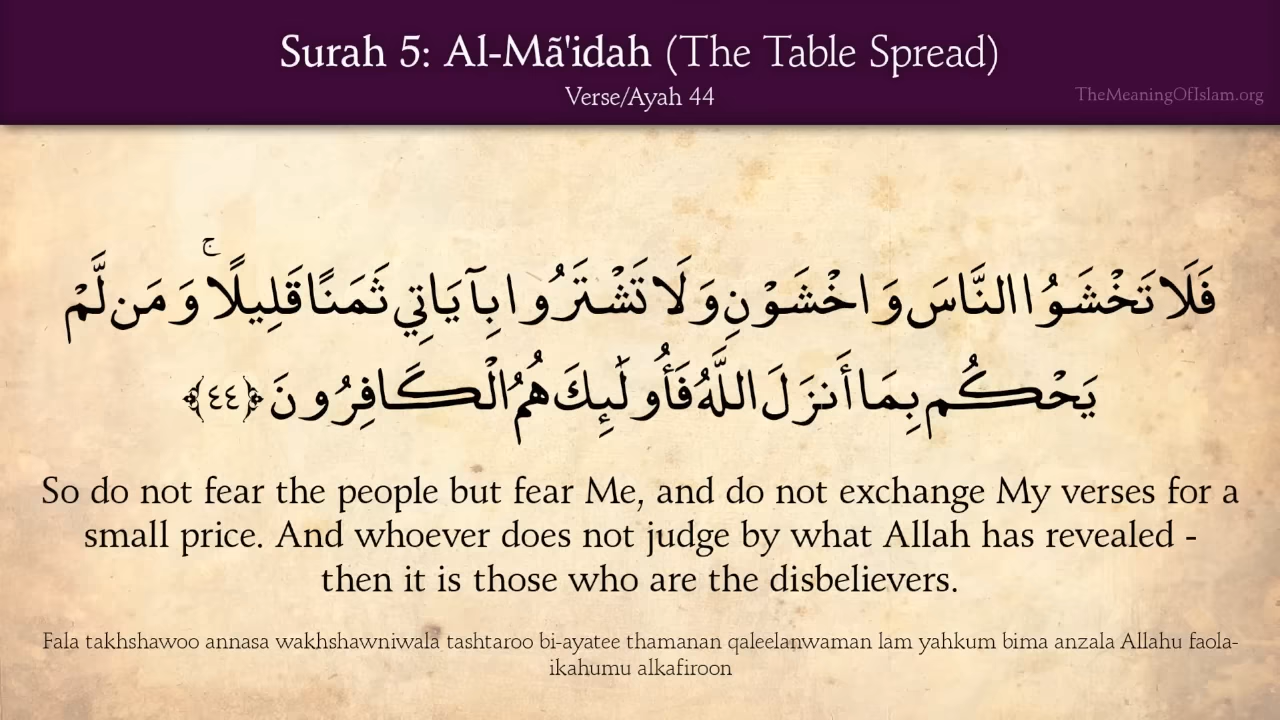 Surah 5: Al-Mã'idah (The Table Spread)
Verse/Ayah 44
TheMeaningOfIslam.org
فَلَا تَخْشَوُا النَّاسَ وَاخْشَوْنِ وَلَا تَشْتَرُوا بِآيَاتِي ثَمَنًا قَلِيلًا ۚ وَمَن لَّمْ
يَحْكُم بِمَا أَنزَلَ اللَّهُ فَأُولَٰئِكَ هُمُ الْكَافِرُونَ ﴿٤٤﴾
So do not fear the people but fear Me, and do not exchange My verses for a
small price. And whoever does not judge by what Allah has revealed -
then it is those who are the disbelievers.
Fala takhshawoo annasa wakhshawniwala tashtaroo bi-ayatee thamanan qaleelanwaman lam yahkum bima anzala Allahu faola-
ikahumu alkafiroon